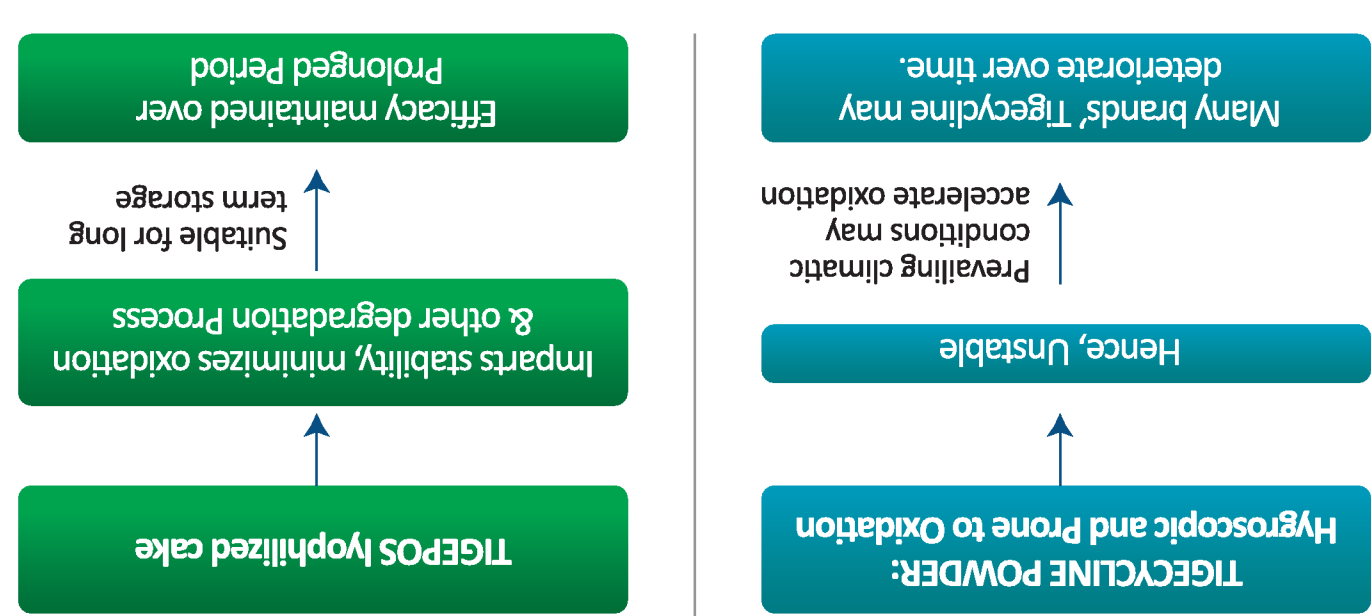 TIGECYCLINE POWDER:
Hygroscopic and Prone to Oxidation
Hence, Unstable
Prevailing climatic
conditions may
accelerate oxidation
Many brands' Tigecycline may
deteriorate over time.
TIGEPOS lyophilized cake
Imparts stability, minimizes oxidation
& other degradation Process
Suitable for long
term storage
Efficacy maintained over
Prolonged Period